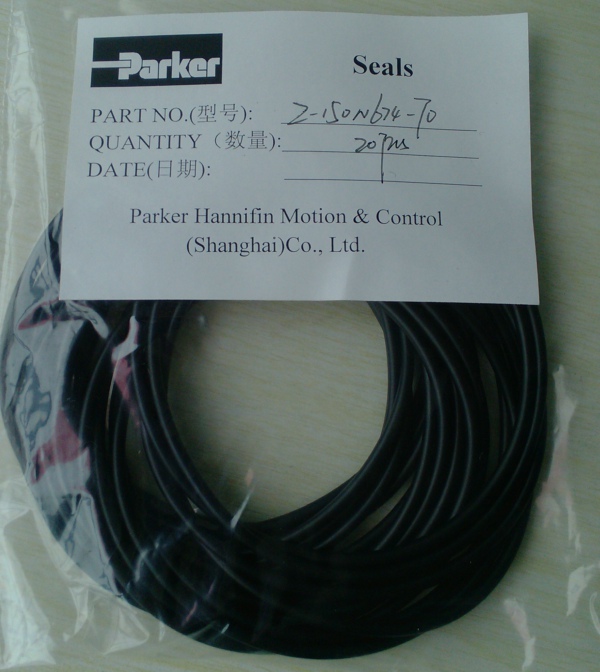 Parker
Seals
PART NO.(型号): 2-150N674-70
QUANTITY（数量): 20pcs
DATE(日期):
Parker Hannifin Motion & Control
(Shanghai)Co., Ltd.